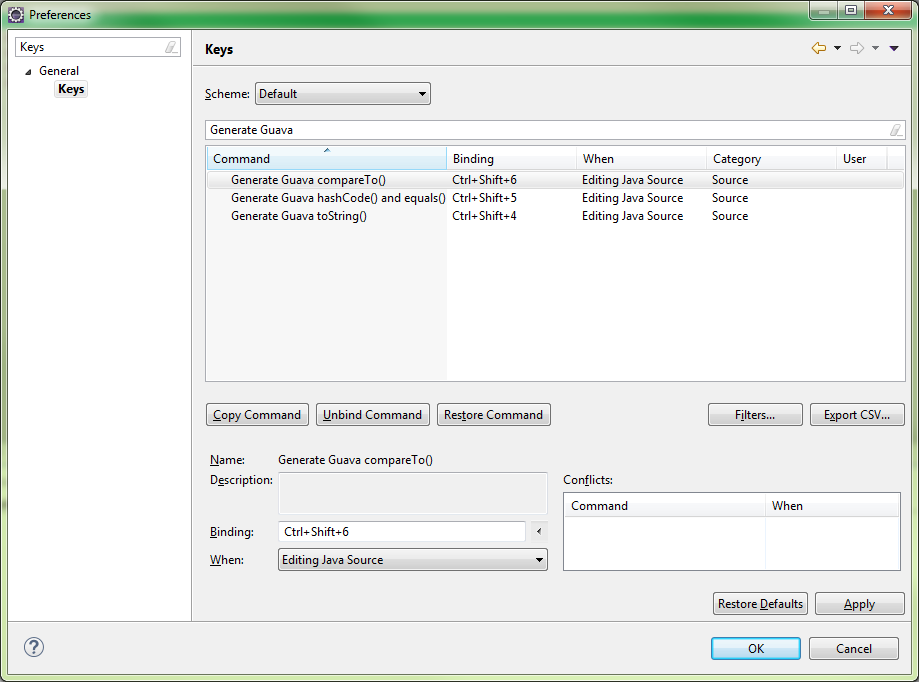 Preferences
Keys
Keys
General
Keys
Scheme: Default
Generate Guava
Command Binding When Category User
Generate Guava compareTo() Ctrl+Shift+6 Editing Java Source Source
Generate Guava hashCode() and equals() Ctrl+Shift+5 Editing Java Source Source
Generate Guava toString() Ctrl+Shift+4 Editing Java Source Source
Copy Command Unbind Command Restore Command Filters... Export CSV...
Name: Generate Guava compareTo()
Description: Conflicts:
Command When
Binding: Ctrl+Shift+6
When: Editing Java Source
Restore Defaults Apply
? OK Cancel